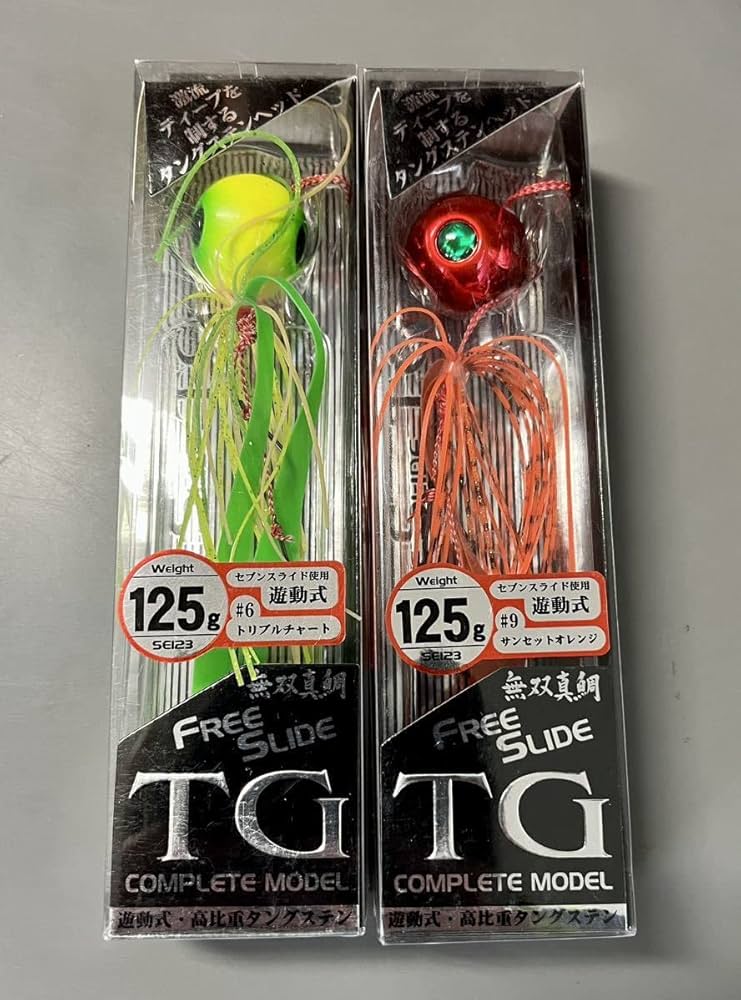 激流
ディープを
制する
タングステンヘッド
Weight
125g
SE123
セブンスライド使用
遊動式
#6
トリプルチャート
無双真鯛
FREE
SLIDE
TG
COMPLETE MODEL
遊動式・高比重タングステン
激流
ディープを
制する
タングステンヘッド
Weight
125g
SE123
セブンスライド使用
遊動式
#9
サンセットオレンジ
無双真鯛
FREE
SLIDE
TG
COMPLETE MODEL
遊動式・高比重タングステン